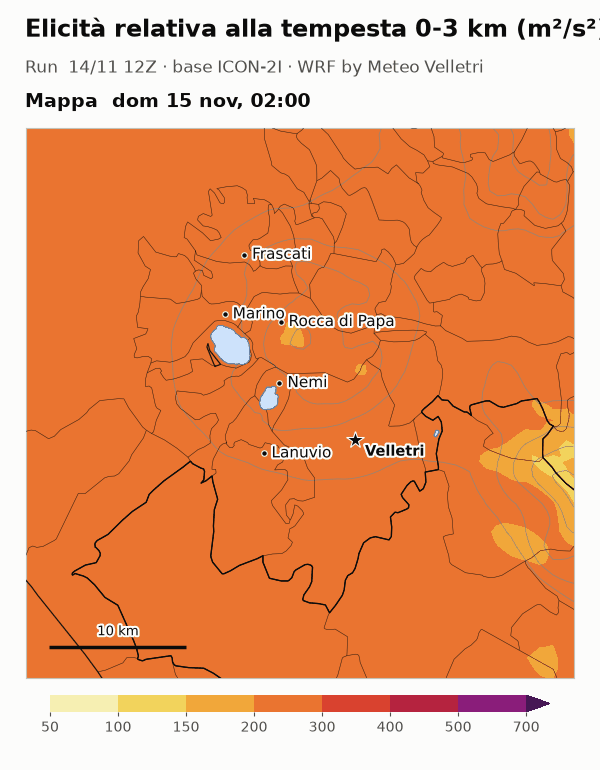 Elicità relativa alla tempesta 0-3 km (m²/s²)
Run 14/11 12Z · base ICON-2I · WRF by Meteo Velletri
Mappa dom 15 nov, 02:00
Frascati
Marino
Rocca di Papa
Nemi
Lanuvio
Velletri
10 km
50 100 150 200 300 400 500 700